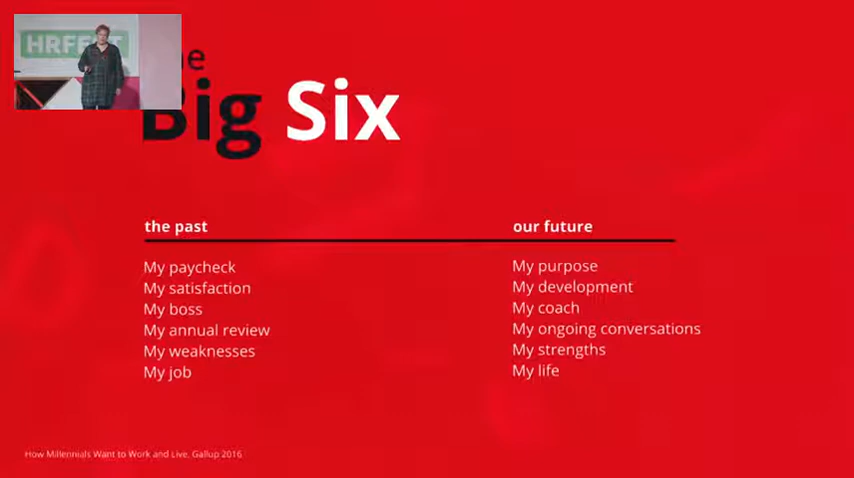 HRFEST
Big Six
the past
our future
My paycheck
My purpose
My satisfaction
My development
My boss
My coach
My annual review
My ongoing conversations
My weaknesses
My strengths
My job
My life
How Millennials Want to Work and Live, Gallup 2016